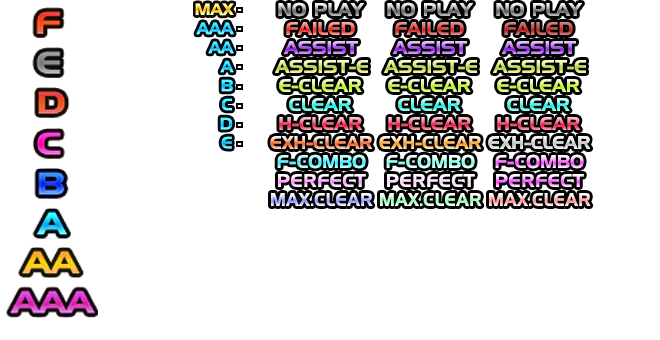 F
E
D
C
B
A
AA
AAA
MAX-
AAA-
AA-
A-
B-
C-
D-
E-
NO PLAY NO PLAY NO PLAY
FAILED FAILED FAILED
ASSIST ASSIST ASSIST
ASSIST-E ASSIST-E ASSIST-E
E-CLEAR E-CLEAR E-CLEAR
CLEAR CLEAR CLEAR
H-CLEAR H-CLEAR H-CLEAR
EXH-CLEAR EXH-CLEAR EXH-CLEAR
F-COMBO F-COMBO F-COMBO
PERFECT PERFECT PERFECT
MAX.CLEAR MAX.CLEAR MAX.CLEAR